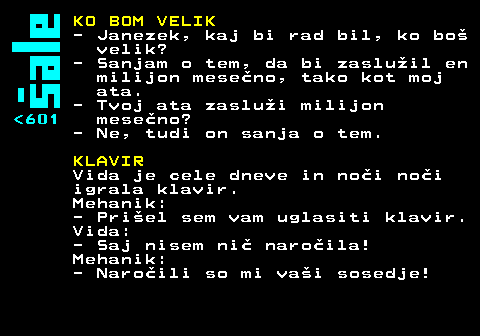 Šale
<601
KO BOM VELIK
- Janezek, kaj bi rad bil, ko boš
velik?
- Sanjam o tem, da bi zaslužil en
milijon mesečno, tako kot moj
ata.
- Tvoj ata zasluži milijon
mesečno?
- Ne, tudi on sanja o tem.
KLAVIR
Vida je cele dneve in noči noči
igrala klavir.
Mehanik:
- Prišel sem vam uglasiti klavir.
Vida:
- Saj nisem nič naročila!
Mehanik:
- Naročili so mi vaši sosedje!